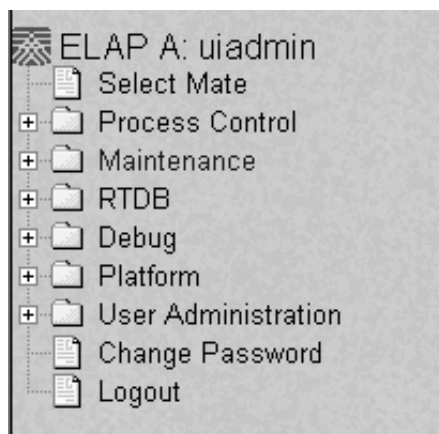 ELAP A: uiadmin
Select Mate
Process Control
Maintenance
RTDB
Debug
Platform
User Administration
Change Password
Logout